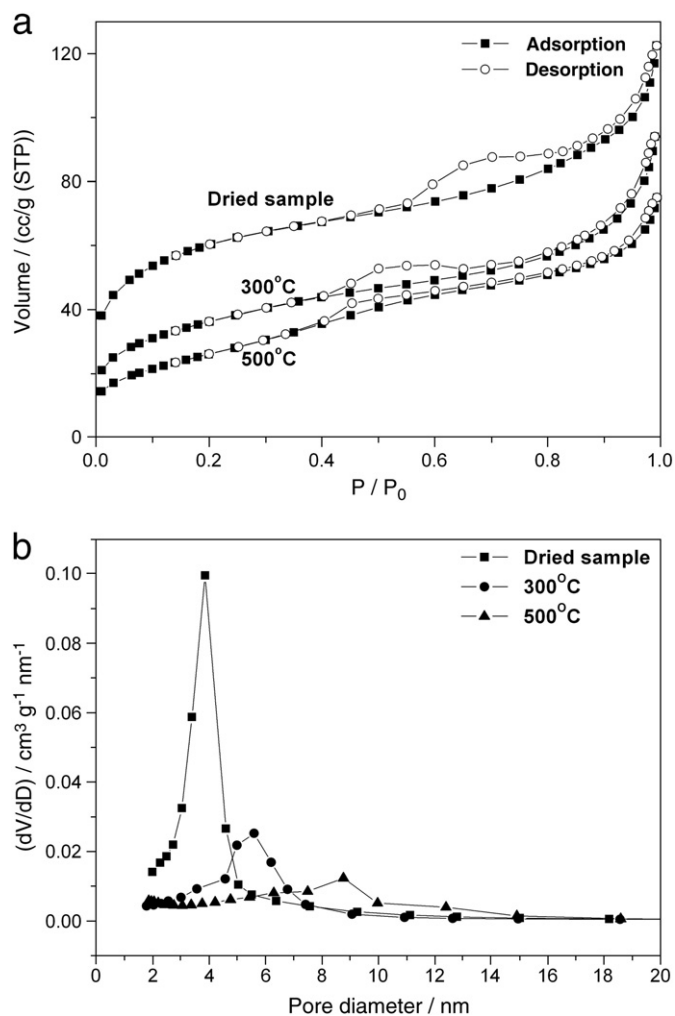 a
Adsorption
Desorption
Dried sample
300°C
500°C
Volume / (cc/g (STP))
0
40
80
120
0.0
0.2
0.4
0.6
0.8
1.0
P / P₀
b
Dried sample
300°C
500°C
(dV/dD) / cm³ g⁻¹ nm⁻¹
0.10
0.08
0.06
0.04
0.02
0.00
0
2
4
6
8
10
12
14
16
18
20
Pore diameter / nm